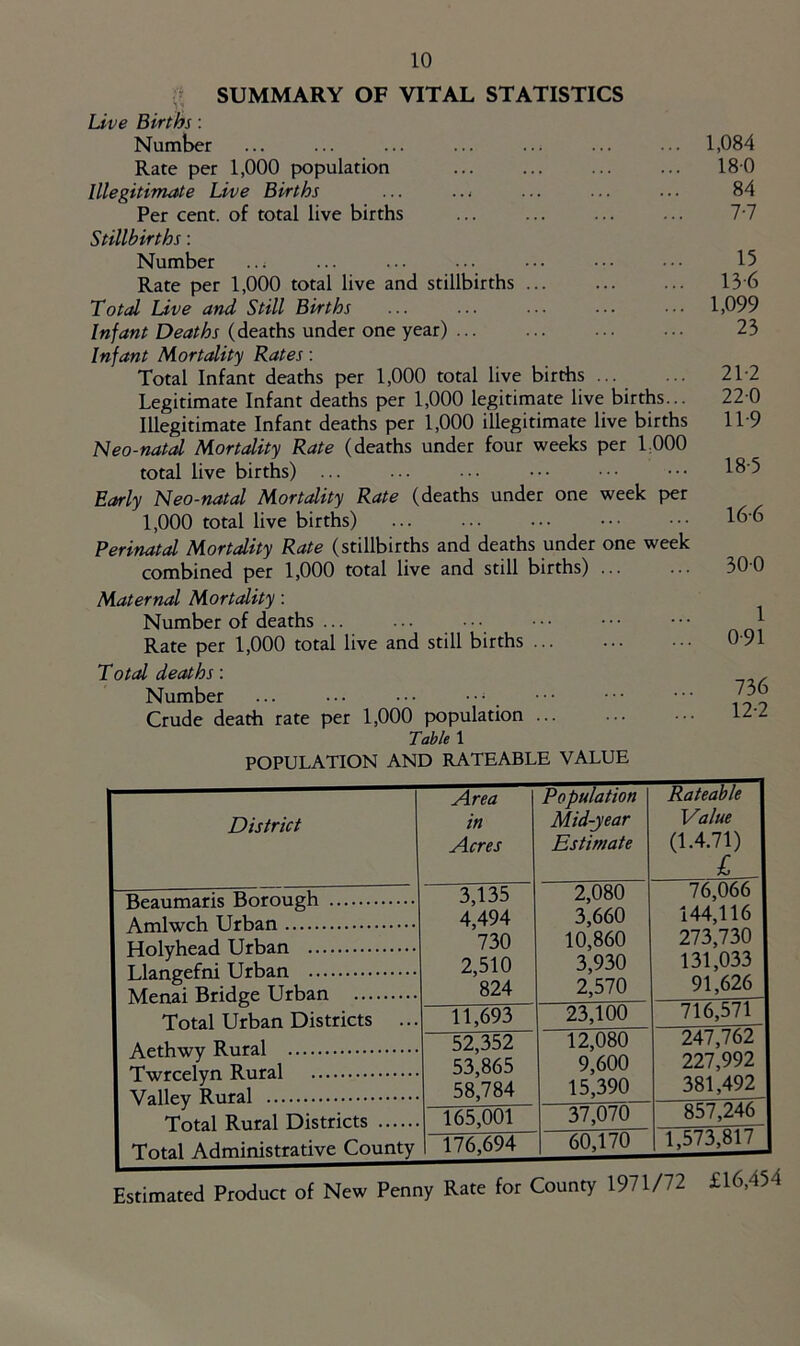 10
SUMMARY OF VITAL STATISTICS
Live Births:
Number ... ... ... ... ... ... ... 1,084
Rate per 1,000 population ... ... ... ... 18·0
Illegitimate Live Births ... ... ... ... ... 84
Per cent. of total live births ... ... ... ... 7·7
Stillbirths:
Number ... ... ... ... ... ... ... 15
Rate per 1,000 total live and stillbirths ... ... ... 13·6
Total Live and Still Births ... ... ... ... ... 1,099
Infant Deaths (deaths under one year) ... ... ... ... 23
Infant Mortality Rates:
Total Infant deaths per 1,000 total live births ... ... 21·2
Legitimate Infant deaths per 1,000 legitimate live births... 22·0
Illegitimate Infant deaths per 1,000 illegitimate live births 11·9
Neo-natal Mortality Rate (deaths under four weeks per 1,000
total live births) ... ... ... ... ... ... 18·5
Early Neo-natal Mortality Rate (deaths under one week per
1,000 total live births) ... ... ... ... ... 16·6
Perinatal Mortality Rate (stillbirths and deaths under one week
combined per 1,000 total live and still births) ... ... 30·0
Maternal Mortality:
Number of deaths ... ... ... ... ... ... 1
Rate per 1,000 total live and still births ... ... ... 0·91
Total deaths:
Number ... ... ... ... ... ... ... 736
Crude death rate per 1,000 population ... ... ... 12·2
Table 1
POPULATION AND RATEABLE VALUE
District | Area in Acres | Population Mid-year Estimate | Rateable Value (1.4.71) £
Beaumaris Borough ............ 3,135 2,080 76,066
Amlwch Urban .................. 4,494 3,660 144,116
Holyhead Urban ............... 730 10,860 273,730
Llangefni Urban ............... 2,510 3,930 131,033
Menai Bridge Urban .......... 824 2,570 91,626
Total Urban Districts ... 11,693 23,100 716,571
Aethwy Rural .................. 52,352 12,080 247,762
Twrcelyn Rural ............... 53,865 9,600 227,992
Valley Rural ..................... 58,784 15,390 381,492
Total Rural Districts ...... 165,001 37,070 857,246
Total Administrative County 176,694 60,170 1,573,817
Estimated Product of New Penny Rate for County 1971/72 £16,454